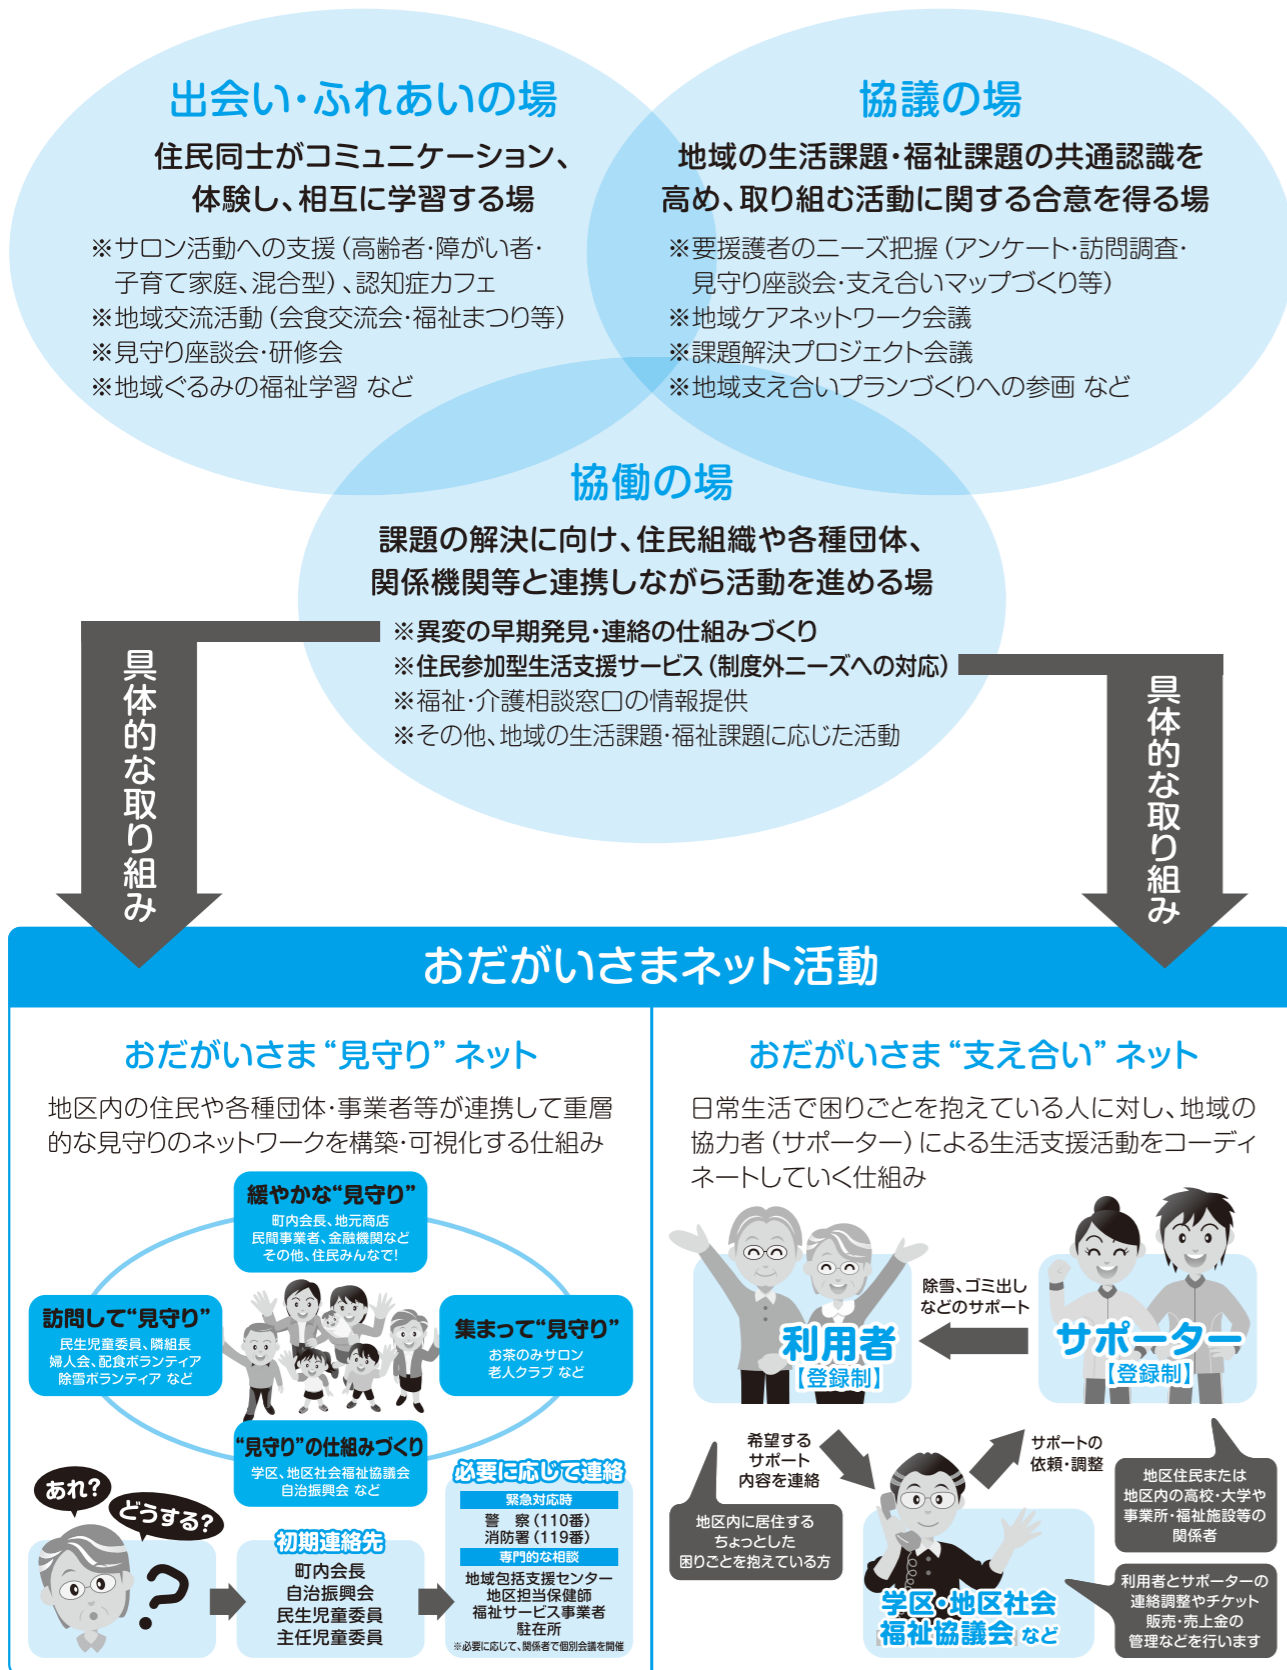 出会い・ふれあいの場
住民同士がコミュニケーション、
体験し、相互に学習する場
※サロン活動への支援（高齢者・障がい者・
子育て家庭、混合型）、認知症カフェ
※地域交流活動（会食交流会・福祉まつり等）
※見守り座談会・研修会
※地域ぐるみの福祉学習 など
協議の場
地域の生活課題・福祉課題の共通認識を
高め、取り組む活動に関する合意を得る場
※要援護者のニーズ把握（アンケート・訪問調査・
見守り座談会・支え合いマップづくり等）
※地域ケアネットワーク会議
※課題解決プロジェクト会議
※地域支え合いプランづくりへの参画 など
協働の場
課題の解決に向け、住民組織や各種団体、
関係機関等と連携しながら活動を進める場
※異変の早期発見・連絡の仕組みづくり
※住民参加型生活支援サービス（制度外ニーズへの対応）
※福祉・介護相談窓口の情報提供
※その他、地域の生活課題・福祉課題に応じた活動
具体的な取り組み
具体的な取り組み
おだがいさまネット活動
おだがいさま“見守り”ネット
地区内の住民や各種団体・事業者等が連携して重層
的な見守りのネットワークを構築・可視化する仕組み
緩やかな“見守り”
町内会長、地元商店
民間事業者、金融機関など
その他、住民みんなで！
訪問して“見守り”
民生児童委員、隣組長
婦人会、配食ボランティア
除雪ボランティア など
集まって“見守り”
お茶のみサロン
老人クラブ など
“見守り”の仕組みづくり
学区、地区社会福祉協議会
自治振興会 など
あれ？
どうする？
初期連絡先
町内会長
自治振興会
民生児童委員
主任児童委員
必要に応じて連絡
緊急対応時
警　察（110番）
消防署（119番）
専門的な相談
地域包括支援センター
地区担当保健師
福祉サービス事業者
駐在所
※必要に応じて、関係者で個別会議を開催
おだがいさま“支え合い”ネット
日常生活で困りごとを抱えている人に対し、地域の
協力者（サポーター）による生活支援活動をコーディ
ネートしていく仕組み
利用者
【登録制】
除雪、ゴミ出し
などのサポート
サポーター
【登録制】
希望する
サポート
内容を連絡
サポートの
依頼・調整
地区内に居住する
ちょっとした
困りごとを抱えている方
地区住民または
地区内の高校・大学や
事業所・福祉施設等の
関係者
学区・地区社会
福祉協議会 など
利用者とサポーターの
連絡調整やチケット
販売・売上金の
管理などを行います